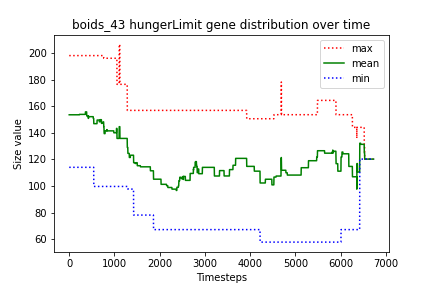 boids_43 hungerLimit gene distribution over time
max
mean
min
Size value
200
180
160
140
120
100
80
60
0
1000
2000
3000
4000
5000
6000
7000
Timesteps